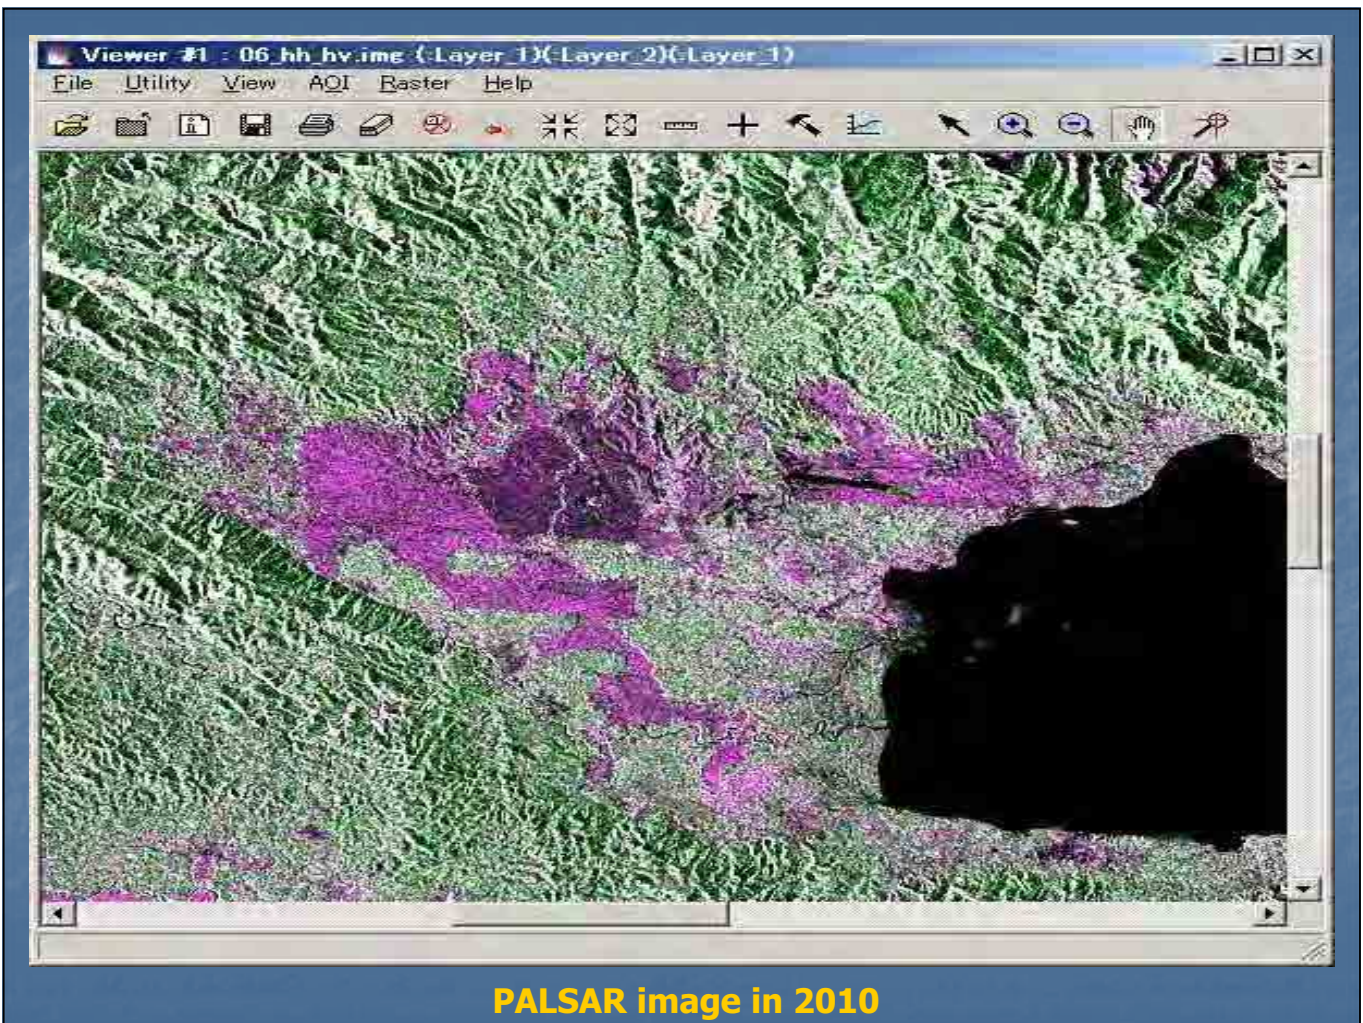 Viewer #1 : 06_hh_hv.img (:Layer_1)(:Layer_2)(:Layer_1)
File Utility View AOI Raster Help
PALSAR image in 2010